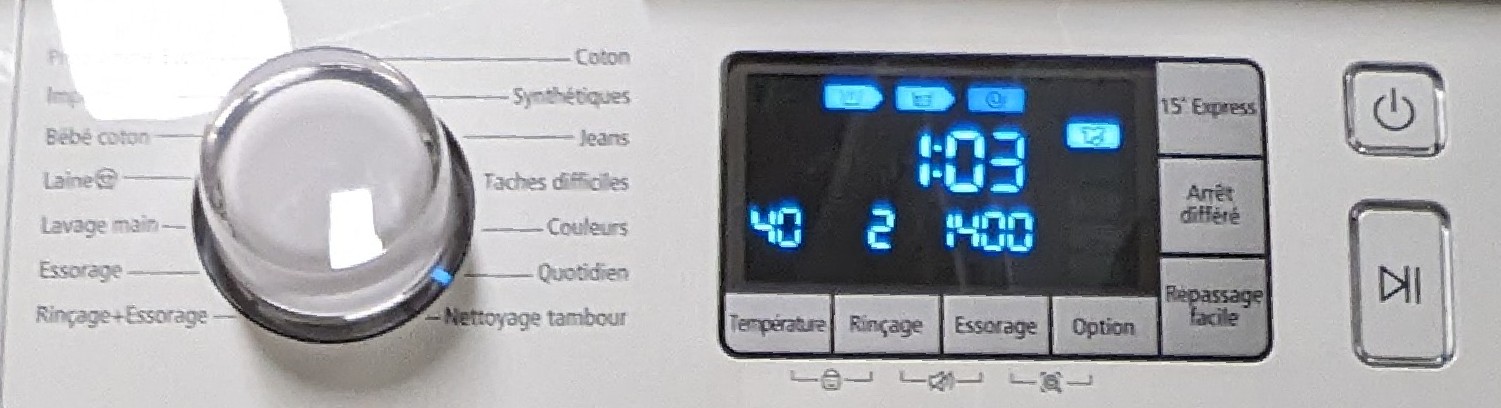 Coton
Synthétiques
Bébé coton
Jeans
Laine
Taches difficiles
Lavage main
Couleurs
Essorage
Quotidien
Rinçage+Essorage
Nettoyage tambour
1:03
40 2 1400
Température Rinçage Essorage Option
15' Express
Arrêt
différé
Repassage
facile